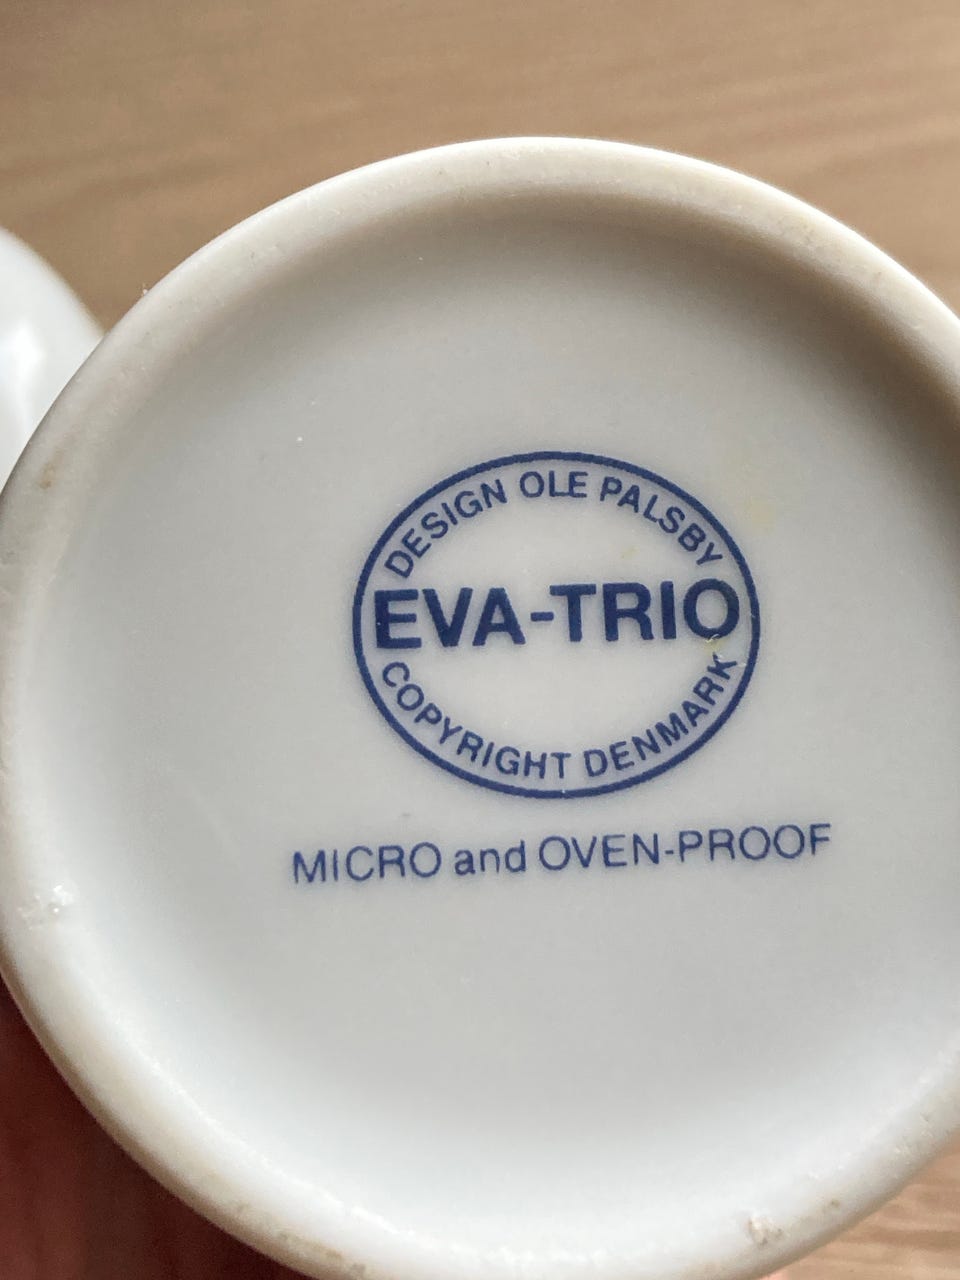 DESIGN OLE PALSBY
EVA-TRIO
COPYRIGHT DENMARK
MICRO and OVEN-PROOF